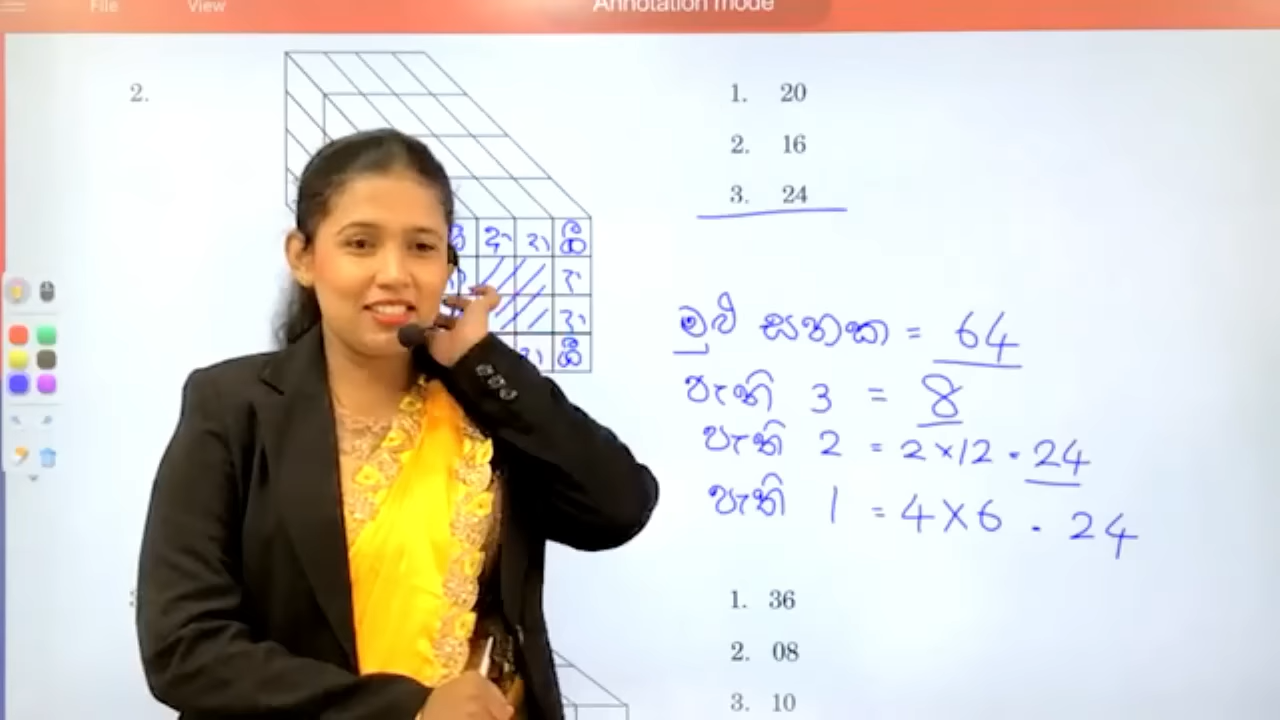 File View Annotation mode
2.
1. 20
2. 16
3. 24
මුළු සනක = 64
පැති 3 = 8
පැති 2 = 2×12 . 24
පැති 1 = 4×6 . 24
1. 36
2. 08
3. 10